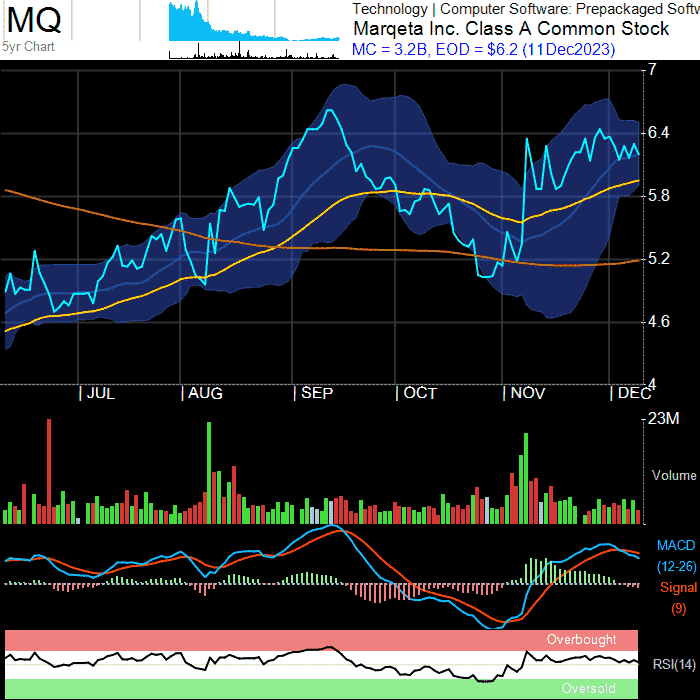 MQ
5yr Chart
Technology | Computer Software: Prepackaged Softw
Marqeta Inc. Class A Common Stock
MC = 3.2B, EOD = $6.2 (11Dec2023)
7
6.4
5.8
5.2
4.6
4
JUL AUG SEP OCT NOV DEC
23M
Volume
MACD
(12-26)
Signal
(9)
Overbought
RSI(14)
Oversold